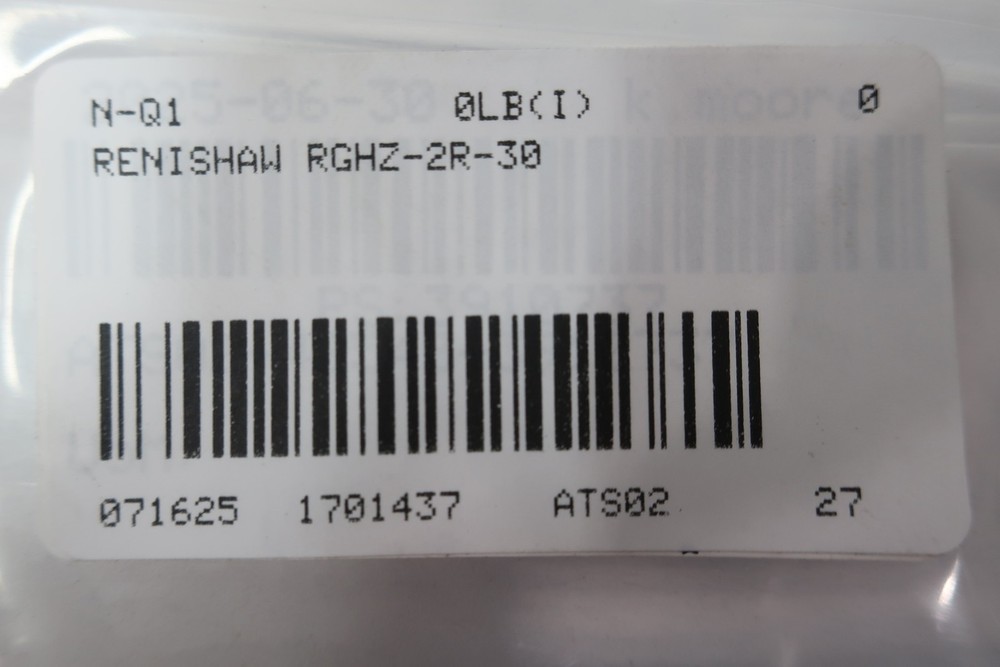 N-Q1 0LB(I) 0
RENISHAW RGHZ-2R-30
071625 1701437 ATS02 27